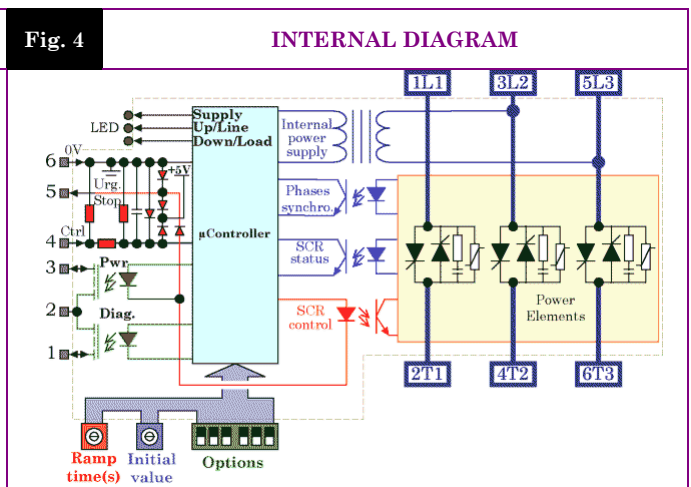 Fig. 4
INTERNAL DIAGRAM
1L1
3L2
5L3
LED
Supply
Up/Line
Down/Load
Internal
power
supply
6
0V
+5V
Urg.
Stop
5
Phases
synchro.
Ctrl
4
µController
SCR
status
3
Pwr
2
Diag.
SCR
control
Power
Elements
1
2T1
4T2
6T3
Ramp
time(s)
Initial
value
Options